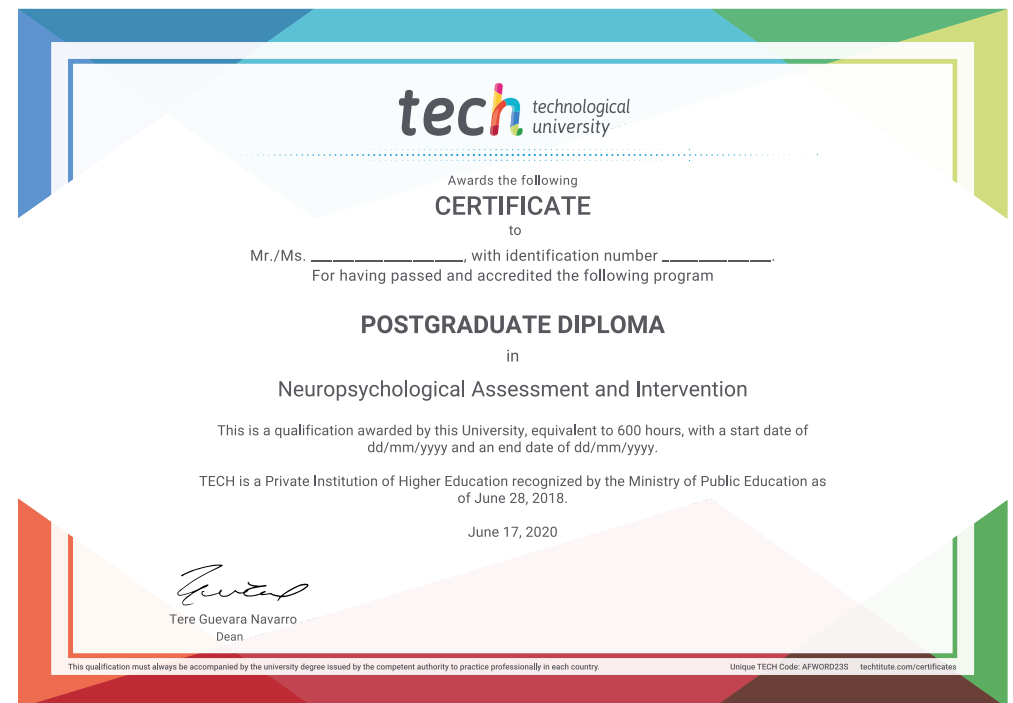 tech technological
university
Awards the following
CERTIFICATE
to
Mr./Ms. _________________, with identification number ____________.
For having passed and accredited the following program
POSTGRADUATE DIPLOMA
in
Neuropsychological Assessment and Intervention
This is a qualification awarded by this University, equivalent to 600 hours, with a start date of
dd/mm/yyyy and an end date of dd/mm/yyyy.
TECH is a Private Institution of Higher Education recognized by the Ministry of Public Education as
of June 28, 2018.
June 17, 2020
Tere Guevara Navarro
Dean
This qualification must always be accompanied by the university degree issued by the competent authority to practice professionally in each country. Unique TECH Code: AFWORD23S techtitute.com/certificates